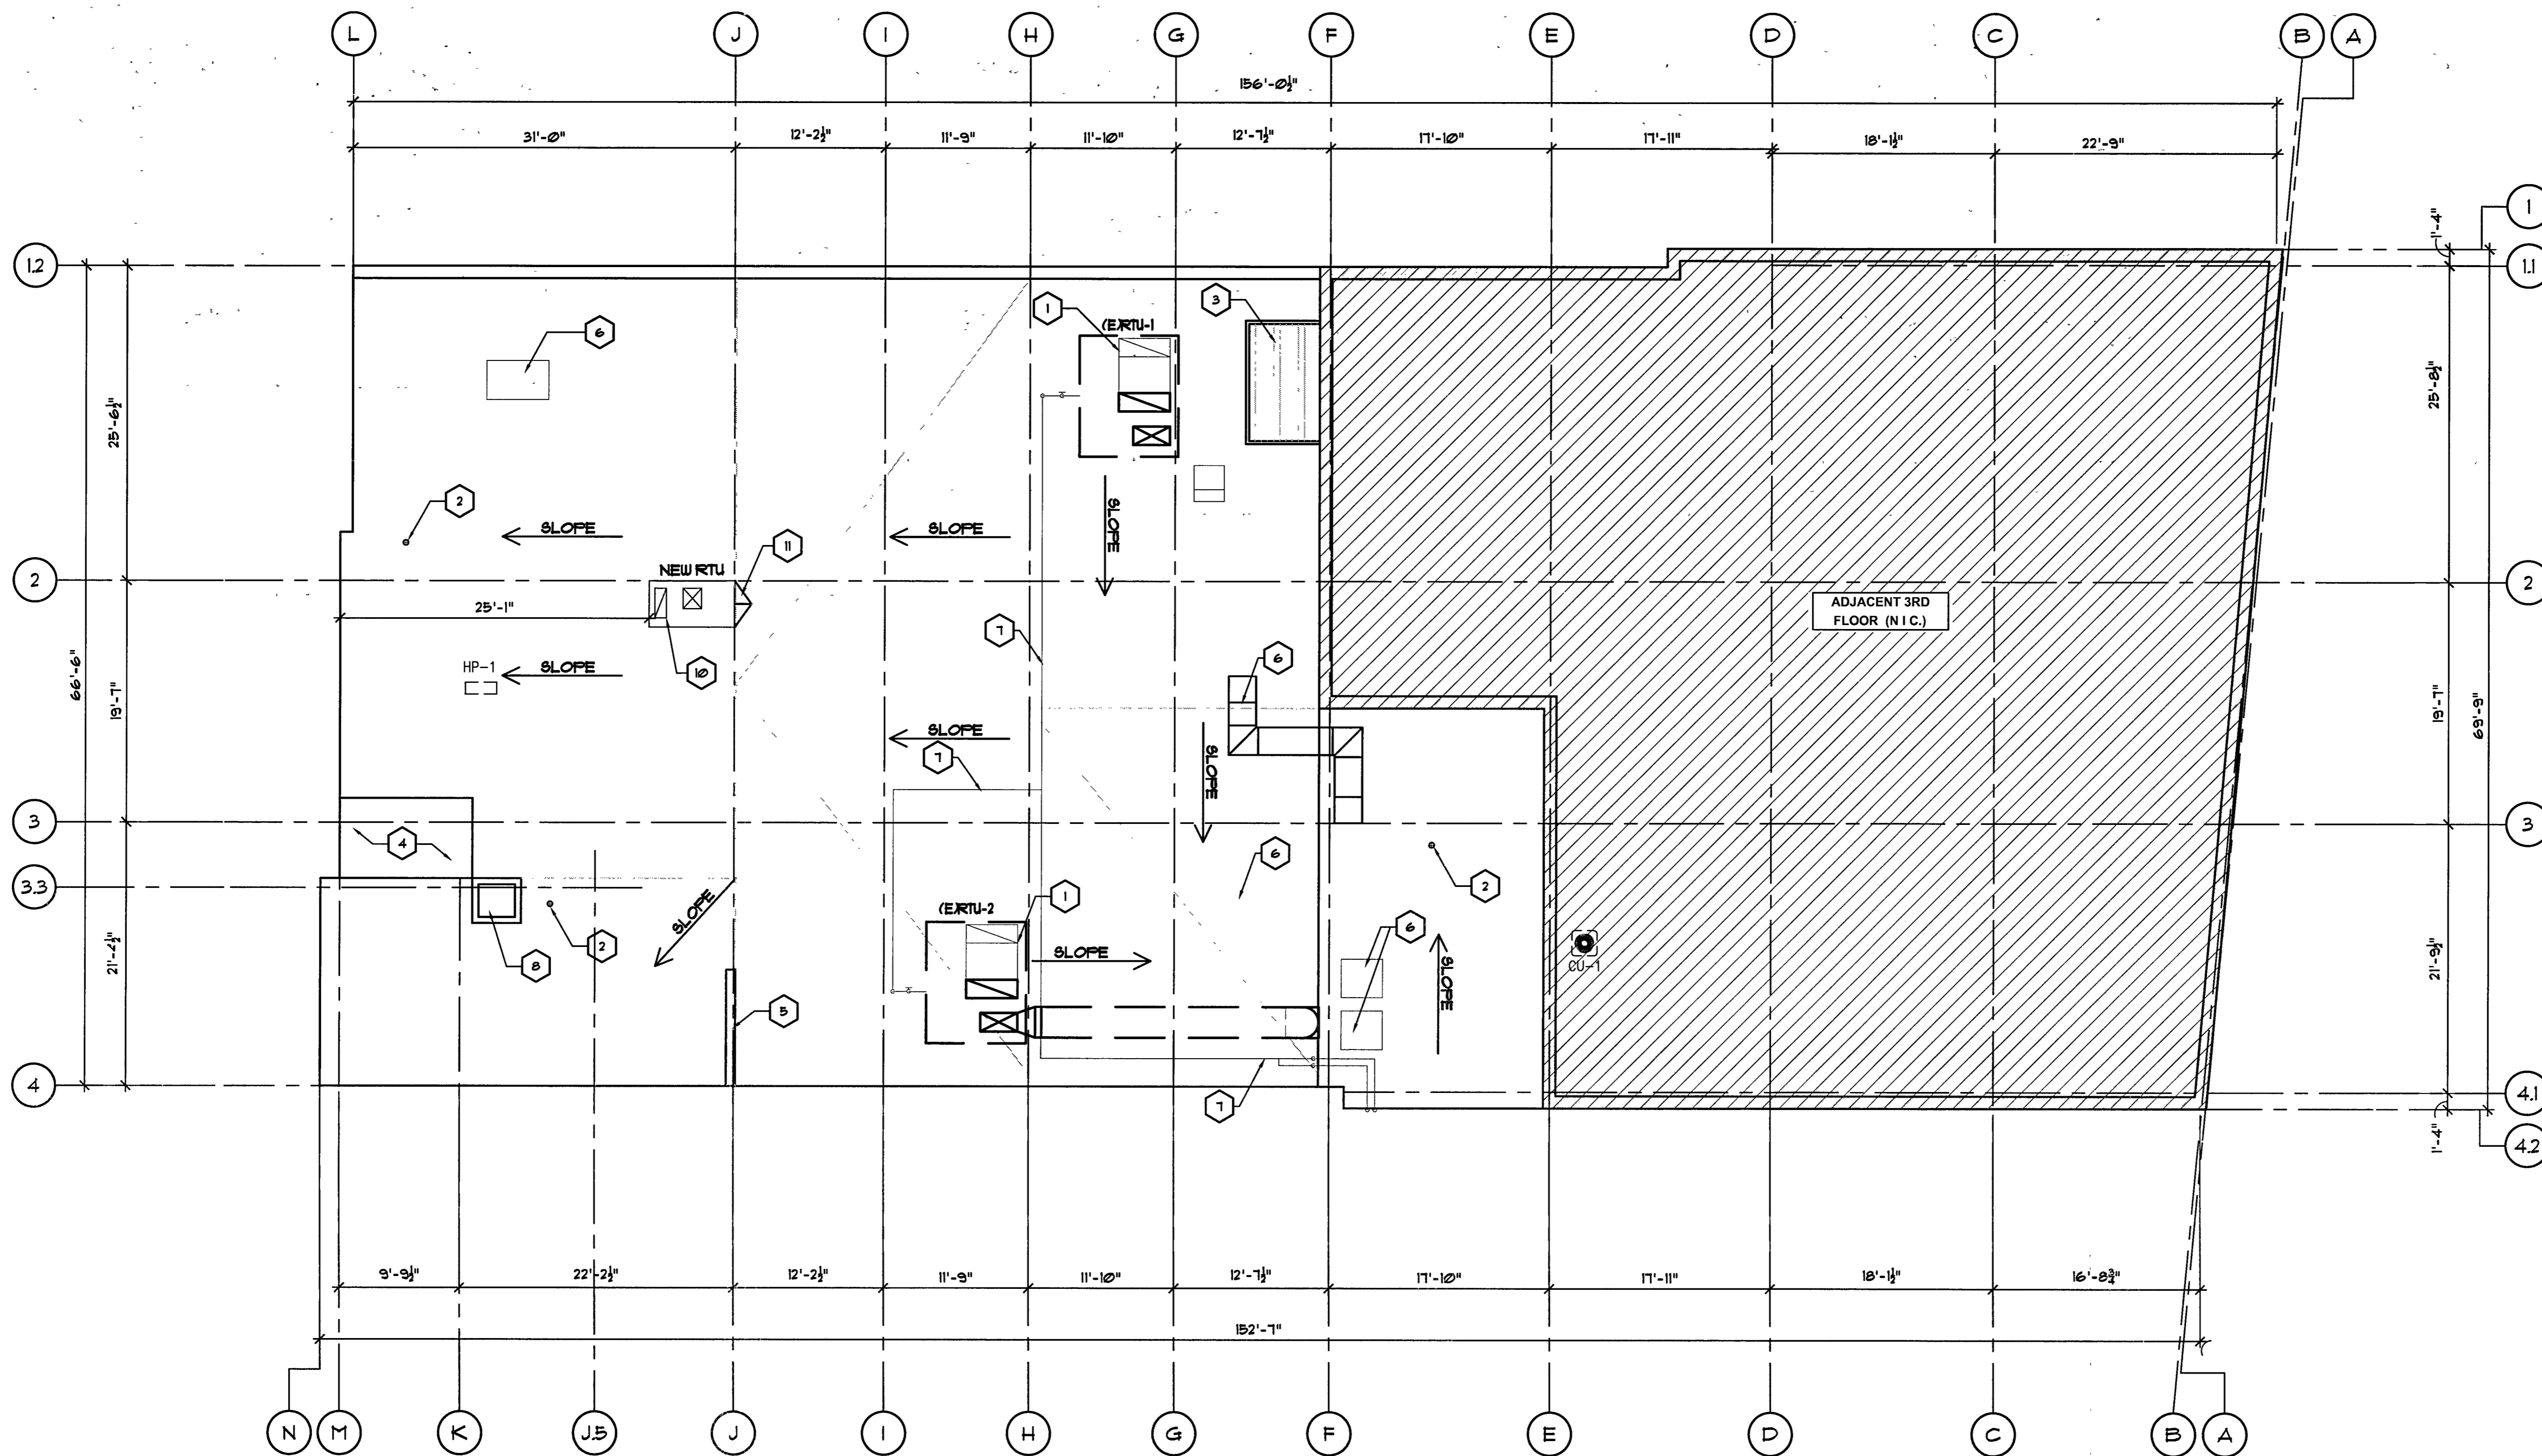 L J I H G F E D C B A
156'-0½"
31'-0" 12'-2½" 11'-9" 11'-10" 12'-7½" 17'-10" 17'-11" 18'-1½" 22'-9"
1
1'-4"
1.2 1.1
6 1 (E)RTU-1 3
25'-6½" 25'-8½"
2
SLOPE SLOPE SLOPE
11
NEW RTU
2 2
25'-1"
ADJACENT 3RD
FLOOR (N I C.)
7
6
HP-1 SLOPE 10
66'-6" 19'-7" 19'-7" 69'-9"
SLOPE
7
SLOPE
3 3
4 6
3.3
2
(E)RTU-2 1
SLOPE
2 8
6
SLOPE
SLOPE
CU-1
21'-2½" 21'-9½"
5
7
4 4.1
1'-4"
4.2
9'-9½" 22'-2½" 12'-2½" 11'-9" 11'-10" 12'-7½" 17'-10" 17'-11" 18'-1½" 16'-8¾"
152'-7"
N M K J.5 J I H G F E D C B A